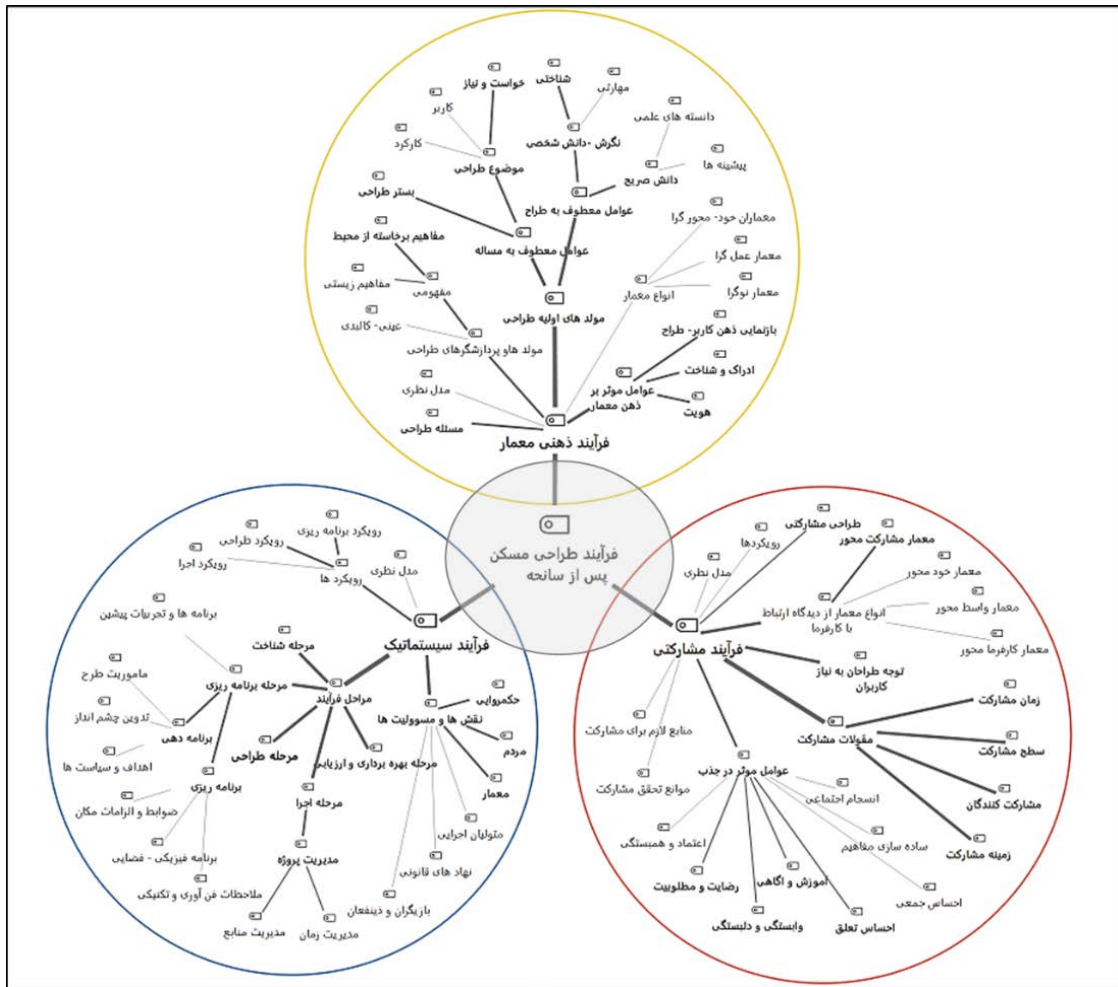 خواست و نیاز
شناختی
مهارتی
کاربر
دانسته های علمی
کارکرد
نگرش -دانش شخصی
موضوع طراحی
پیشینه ها
دانش صریح
بستر طراحی
عوامل معطوف به طراح
معماران خود- محور گرا
مفاهیم برخاسته از محیط
عوامل معطوف به مساله
معمار عمل گرا
مفاهیم زیستی
مفهومی
انواع معمار
معمار نوگرا
مولد های اولیه طراحی
عینی- کالبدی
بازنمایی ذهن کاربر- طراح
مولد هاو پردازشگرهای طراحی
ادراک و شناخت
مدل نظری
عوامل موثر بر
ذهن معمار
هویت
مسئله طراحی
فرآیند ذهنی معمار
فرآیند طراحی مسکن
پس از سانحه
رویکرد برنامه ریزی
رویکرد طراحی
رویکرد اجرا
رویکرد ها
مدل نظری
فرآیند سیستماتیک
برنامه ها و تجربیات پیشین
مرحله شناخت
مرحله برنامه ریزی
مراحل فرآیند
ماموریت طرح
تدوین چشم انداز
برنامه دهی
اهداف و سیاست ها
مرحله طراحی
حکمروایی
نقش ها و مسوولیت ها
مردم
مرحله بهره برداری و ارزیابی
معمار
برنامه ریزی
ضوابط و الزامات مکان
مرحله اجرا
متولیان اجرایی
برنامه فیزیکی - فضایی
مدیریت پروژه
نهاد های قانونی
ملاحظات فن آوری و تکنیکی
بازیگران و ذینفعان
مدیریت منابع
مدیریت زمان
طراحی مشارکتی
رویکردها
معمار مشارکت محور
مدل نظری
معمار خود محور
انواع معمار از دیدگاه ارتباط
با کارفرما
معمار واسط محور
معمار کارفرما محور
فرآیند مشارکتی
توجه طراحان به نیاز
کاربران
زمان مشارکت
منابع لازم برای مشارکت
مقولات مشارکت
سطح مشارکت
عوامل موثر در جذب
موانع تحقق مشارکت
انسجام اجتماعی
مشارکت کنندگان
اعتماد و همبستگی
ساده سازی مفاهیم
زمینه مشارکت
رضایت و مطلوبیت
آموزش و آگاهی
احساس جمعی
وابستگی و دلبستگی
احساس تعلق